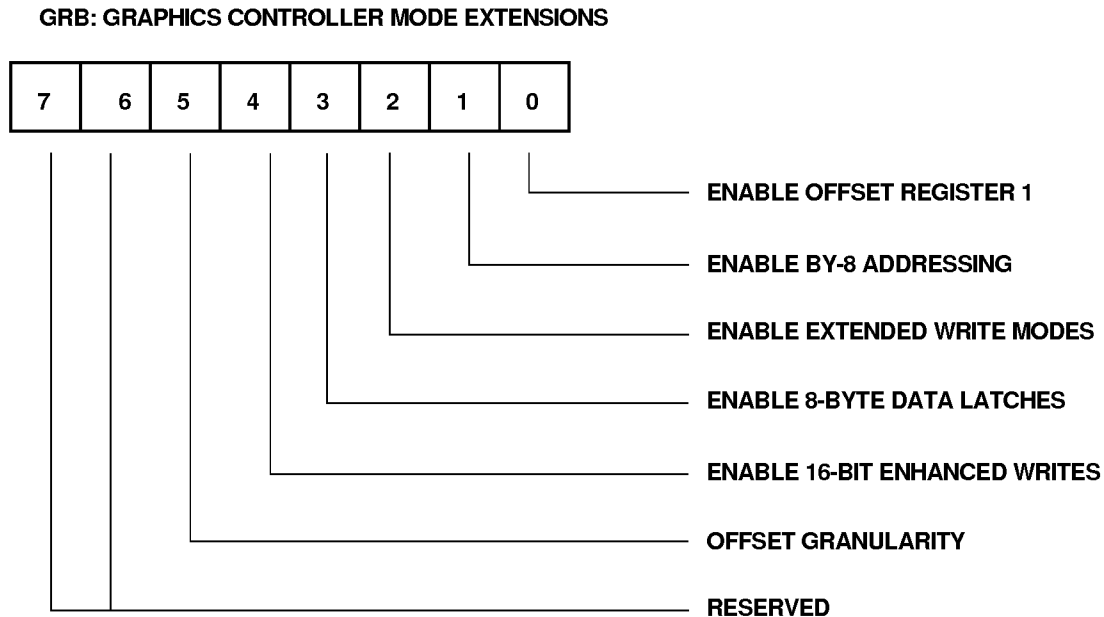 GRB: GRAPHICS CONTROLLER MODE EXTENSIONS
7 6 5 4 3 2 1 0
ENABLE OFFSET REGISTER 1
ENABLE BY-8 ADDRESSING
ENABLE EXTENDED WRITE MODES
ENABLE 8-BYTE DATA LATCHES
ENABLE 16-BIT ENHANCED WRITES
OFFSET GRANULARITY
RESERVED